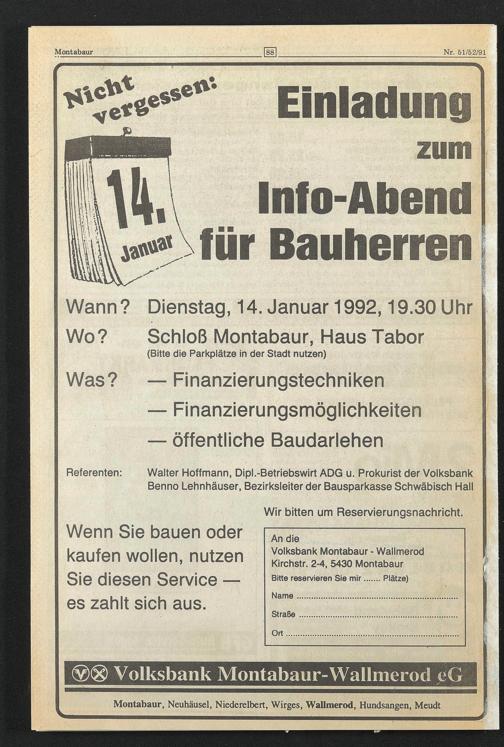 Montabaur 88 Nr. 51/52/91
Nicht
vergessen:
14.
Januar
Einladung
zum
Info-Abend
für Bauherren
Wann? Dienstag, 14. Januar 1992, 19.30 Uhr
Wo? Schloß Montabaur, Haus Tabor
(Bitte die Parkplätze in der Stadt nutzen)
Was? — Finanzierungstechniken
— Finanzierungsmöglichkeiten
— öffentliche Baudarlehen
Referenten: Walter Hoffmann, Dipl.-Betriebswirt ADG u. Prokurist der Volksbank
Benno Lehnhäuser, Bezirksleiter der Bausparkasse Schwäbisch Hall
Wir bitten um Reservierungsnachricht.
Wenn Sie bauen oder
kaufen wollen, nutzen
Sie diesen Service —
es zahlt sich aus.
An die
Volksbank Montabaur - Wallmerod
Kirchstr. 2-4, 5430 Montabaur
Bitte reservieren Sie mir ....... Plätze)
Name
Straße
Ort
Volksbank Montabaur-Wallmerod eG
Montabaur, Neuhäusel, Niederelbert, Wirges, Wallmerod, Hundsangen, Meudt